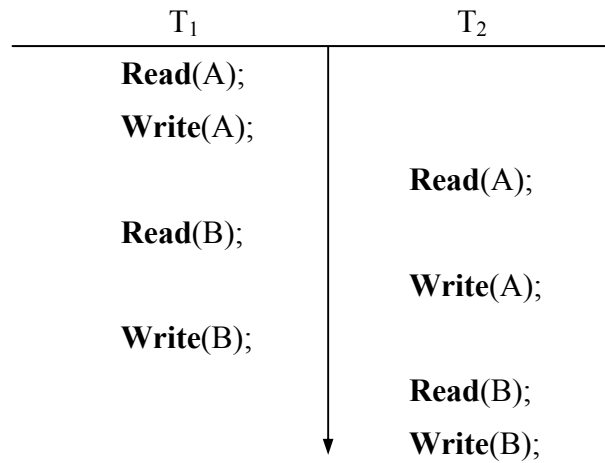 T₁ T₂
Read(A);
Write(A);
Read(A);
Read(B);
Write(A);
Write(B);
Read(B);
Write(B);